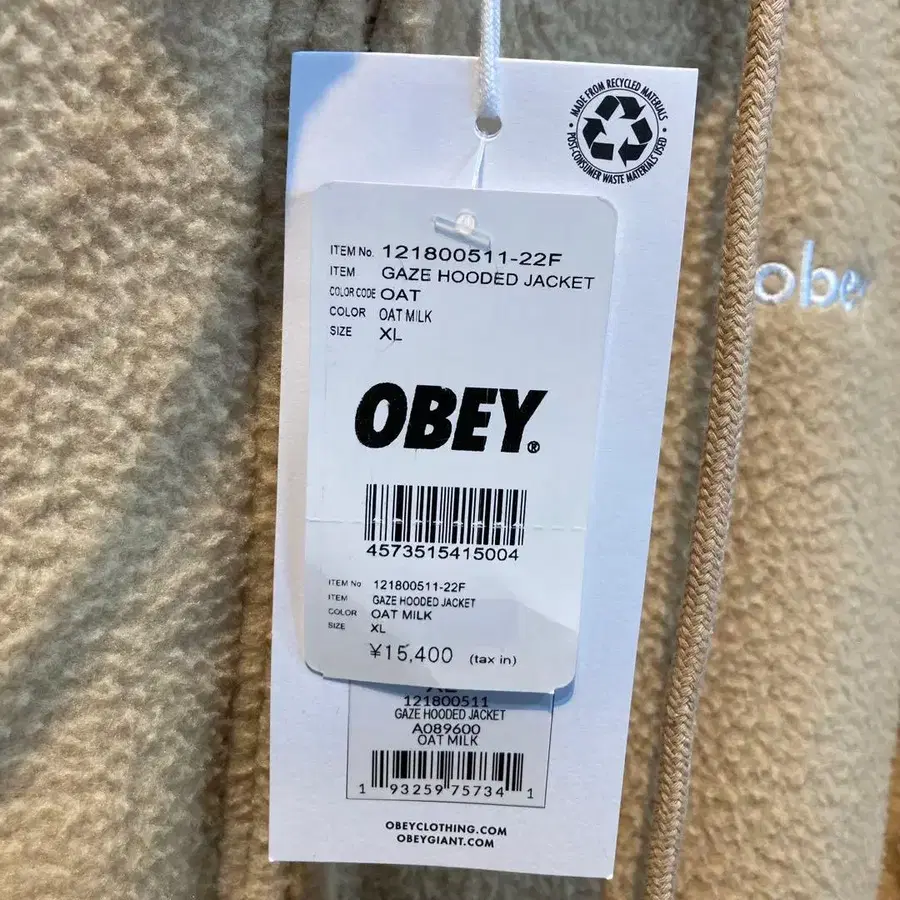 MADE FROM RECYCLED MATERIALS
POST-CONSUMER WASTE MATERIALS USED
ITEM No. 121800511-22F
ITEM GAZE HOODED JACKET
COLOR CODE OAT
COLOR OAT MILK
SIZE XL
obey
OBEY®
4573515415004
ITEM No 121800511-22F
ITEM GAZE HOODED JACKET
COLOR OAT MILK
SIZE XL
¥15,400 (tax in)
XL
121800511
GAZE HOODED JACKET
A089600
OAT MILK
1 93259 75734 1
OBEYCLOTHING.COM
OBEYGIANT.COM